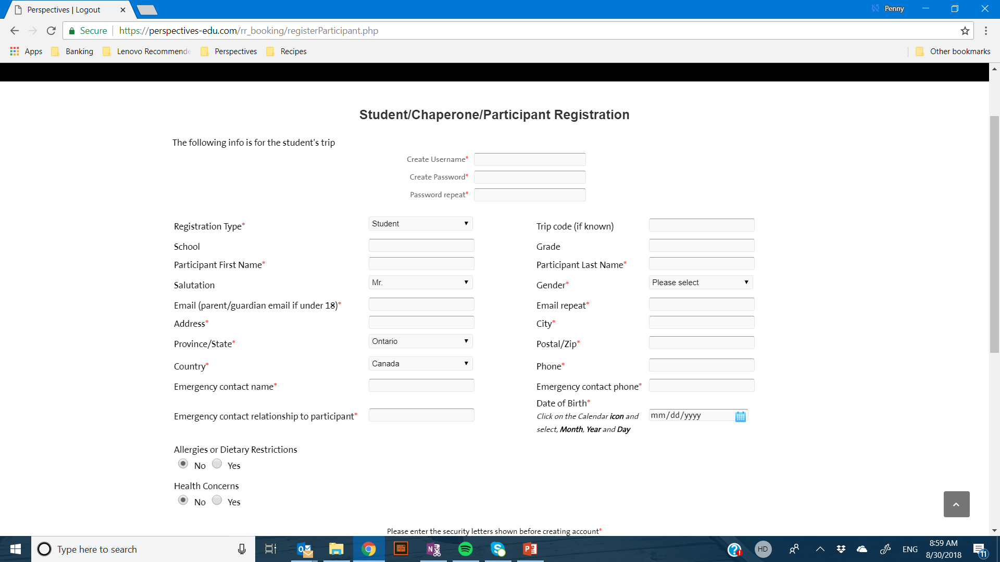 Perspectives | Logout
Penny
Secure
https://perspectives-edu.com/rr_booking/registerParticipant.php
Apps Banking Lenovo Recommende Perspectives Recipes Other bookmarks
Student/Chaperone/Participant Registration
The following info is for the student's trip
Create Username*
Create Password*
Password repeat*
Registration Type* Student Trip code (if known)
School Grade
Participant First Name* Participant Last Name*
Salutation Mr. Gender* Please select
Email (parent/guardian email if under 18)* Email repeat*
Address* City*
Province/State* Ontario Postal/Zip*
Country* Canada Phone*
Emergency contact name* Emergency contact phone*
Date of Birth*
Emergency contact relationship to participant* Click on the Calendar icon and mm/dd/yyyy
select, Month, Year and Day
Allergies or Dietary Restrictions
No Yes
Health Concerns
No Yes
Please enter the security letters shown before creating account*
Type here to search
HD
ENG
8:59 AM
8/30/2018
11